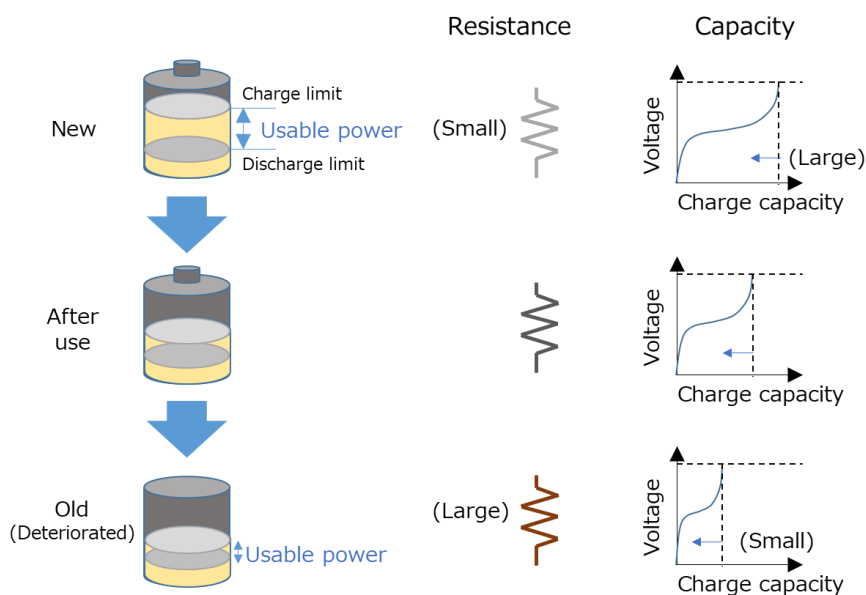 Resistance
Capacity
New
Charge limit
Usable power
Discharge limit
(Small)
Voltage
(Large)
Charge capacity
After
use
Voltage
Charge capacity
Old
(Deteriorated)
Usable power
(Large)
Voltage
(Small)
Charge capacity